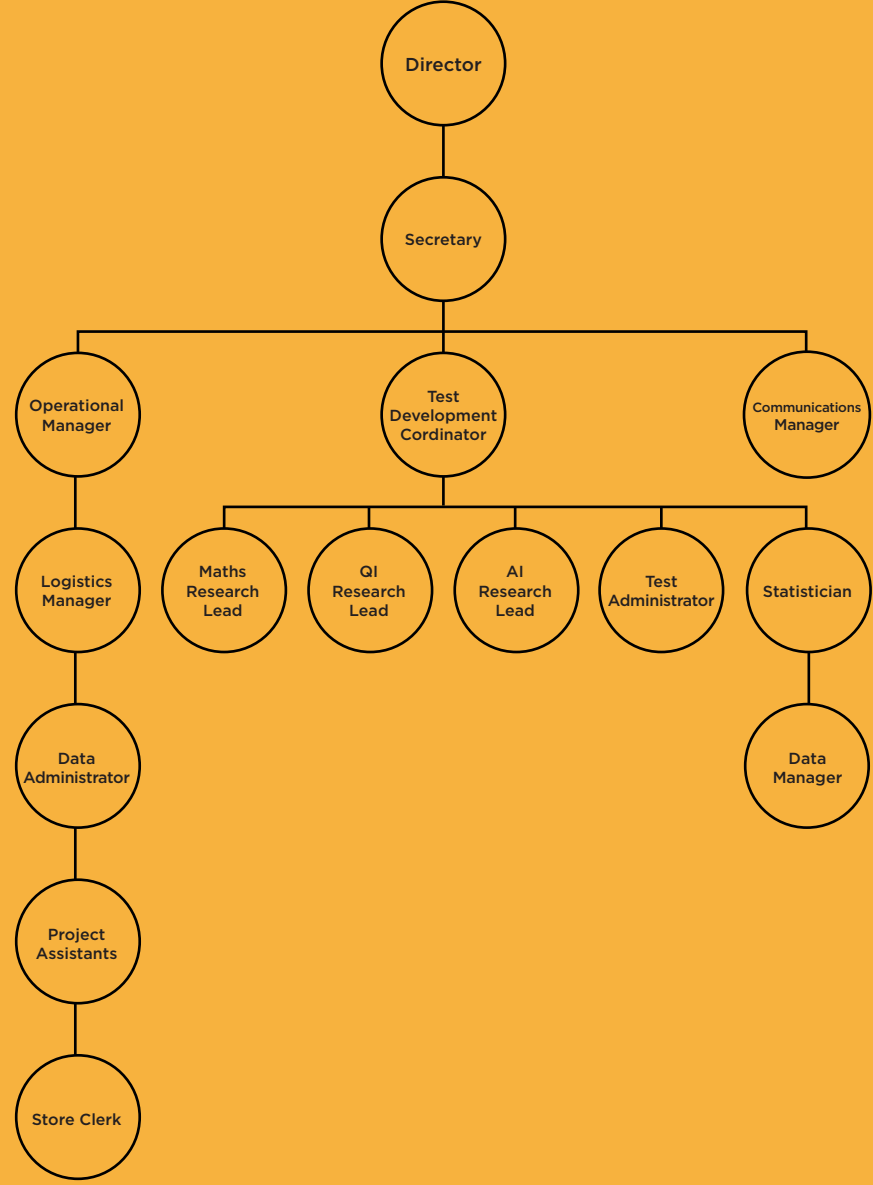 Director
Secretary
Operational
Manager
Test
Development
Cordinator
Communications
Manager
Logistics
Manager
Maths
Research
Lead
QI
Research
Lead
AI
Research
Lead
Test
Administrator
Statistician
Data
Administrator
Data
Manager
Project
Assistants
Store Clerk